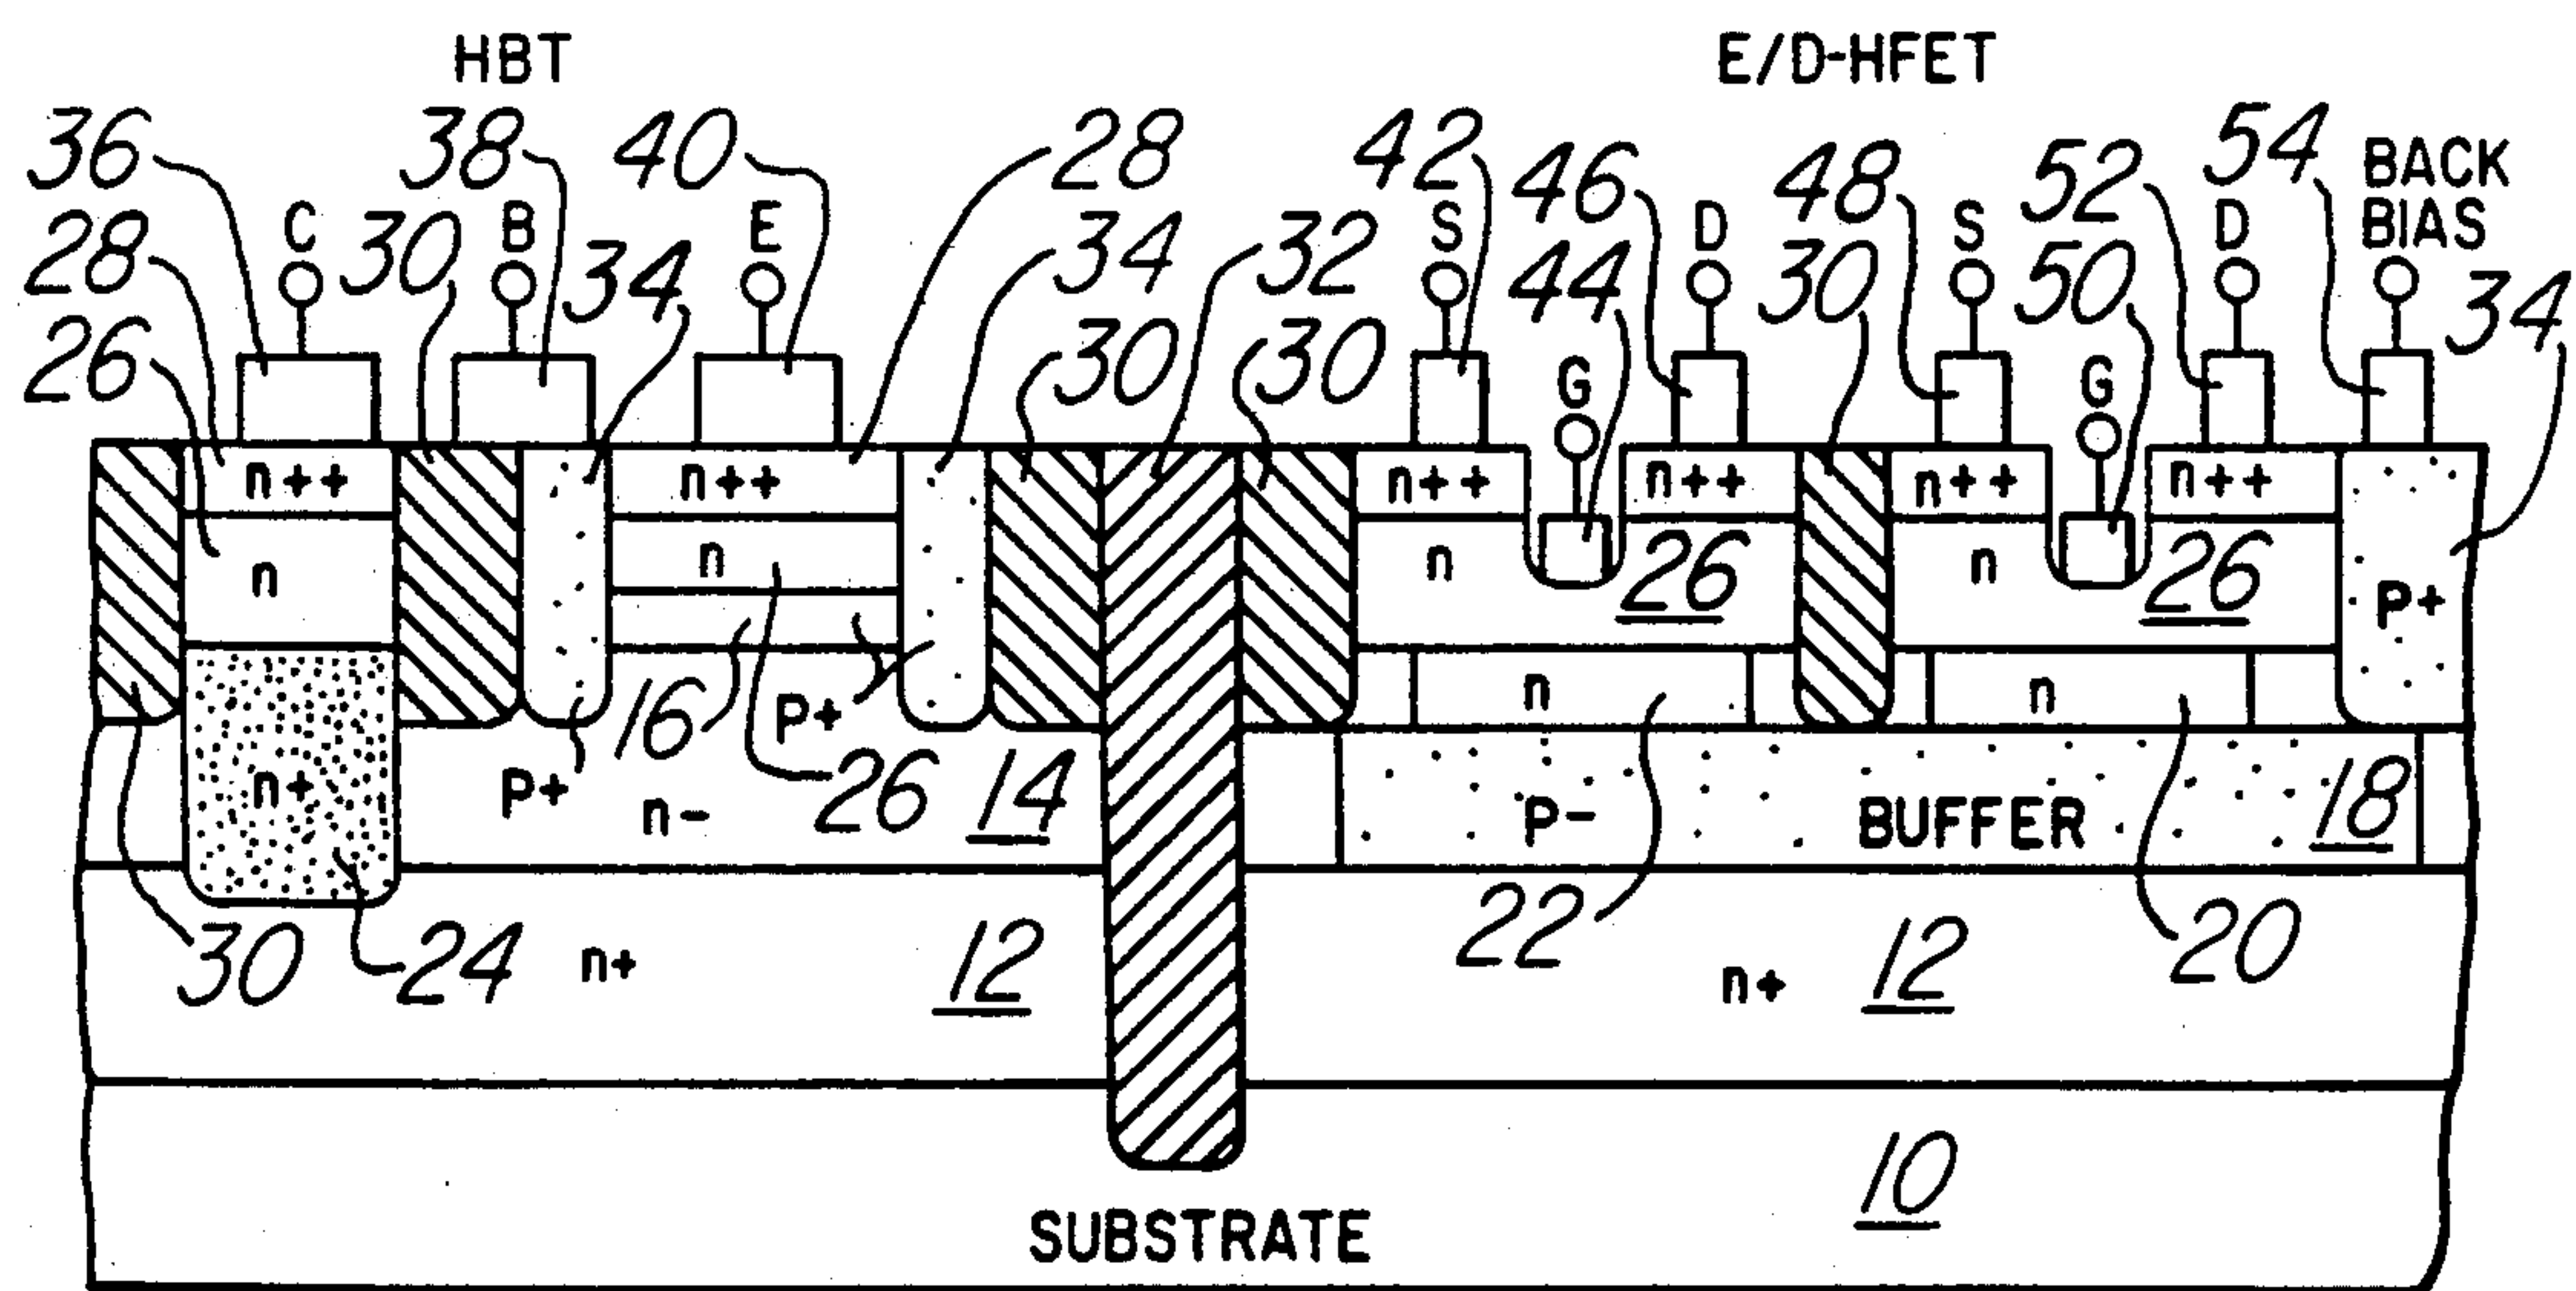 HBT E/D-HFET
36 38 40 28 42 46 48 52 54 BACK
28 C 30 B 34 E 34 32 S 44 D 30 S 50 D BIAS
26 30 30 G G 34
n++ n++ n++ n++ n++ n++
n n n 26 n 26 P+
16 P+ n n
n+ P+ n- 26 14 P- BUFFER 18
30 24 n+ 12 22 n+ 12 20
10
SUBSTRATE